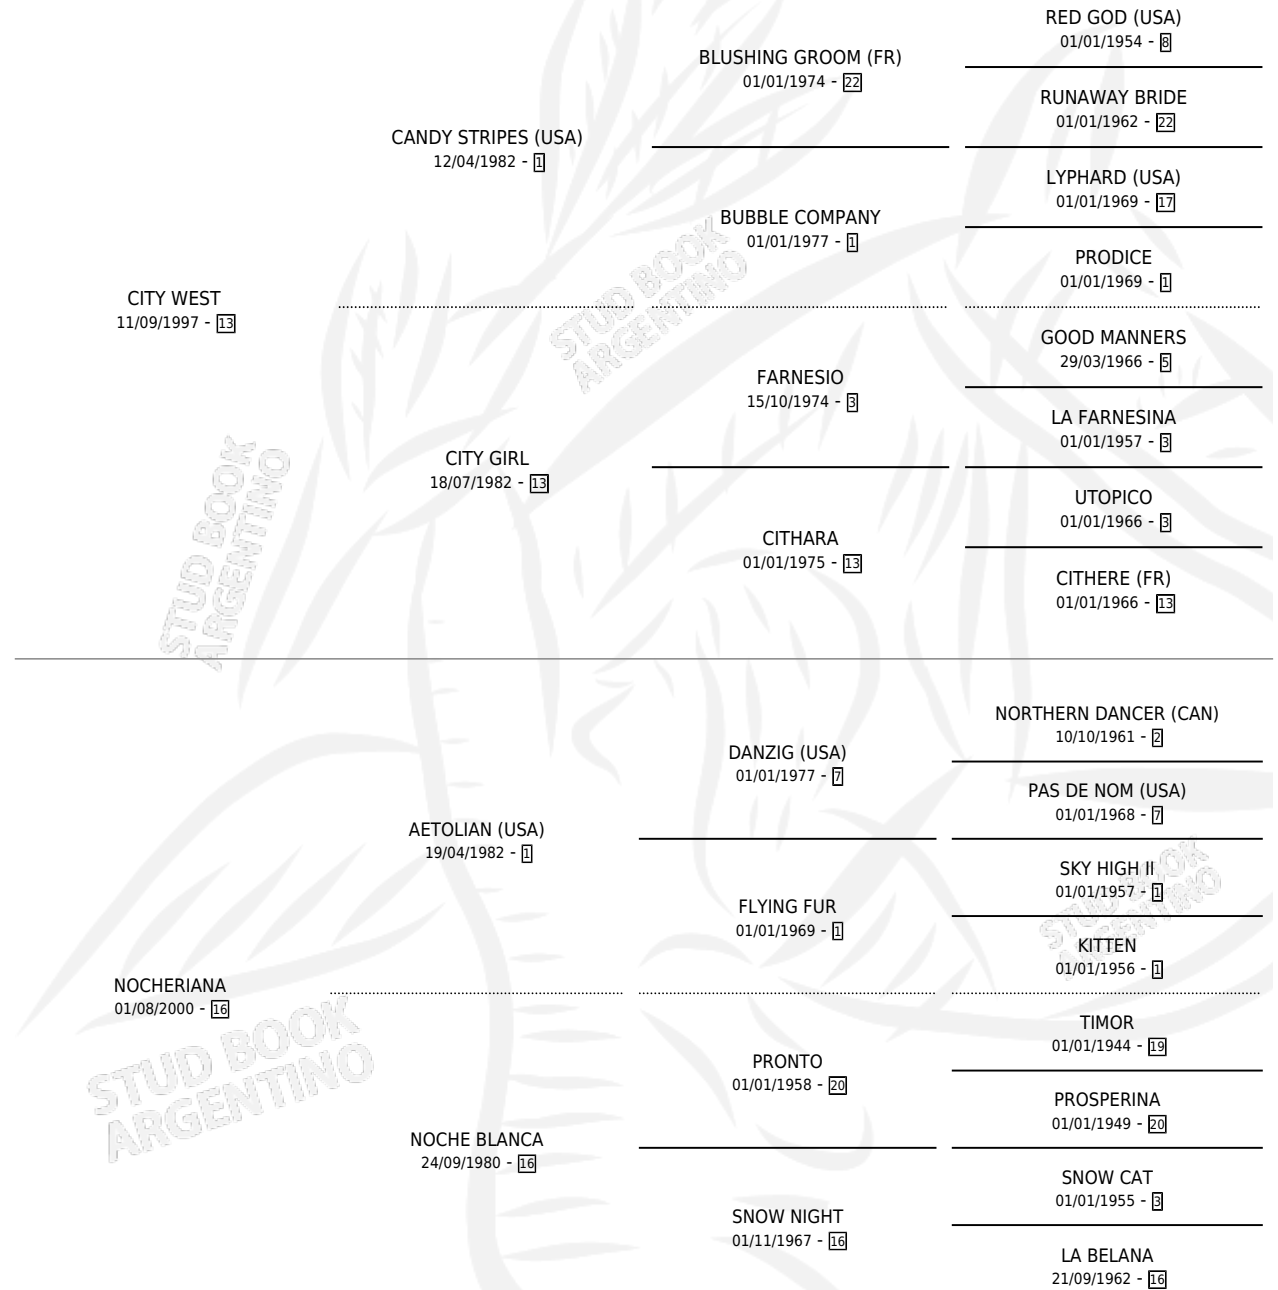 RED GOD (USA)
01/01/1954 - 8
BLUSHING GROOM (FR)
01/01/1974 - 22
RUNAWAY BRIDE
01/01/1962 - 22
CANDY STRIPES (USA)
12/04/1982 - 1
LYPHARD (USA)
01/01/1969 - 17
BUBBLE COMPANY
01/01/1977 - 1
PRODICE
01/01/1969 - 1
CITY WEST
11/09/1997 - 13
STUD BOOK
ARGENTINO
GOOD MANNERS
29/03/1966 - 5
FARNESIO
15/10/1974 - 3
LA FARNESINA
01/01/1957 - 3
CITY GIRL
18/07/1982 - 13
UTOPICO
01/01/1966 - 3
CITHARA
01/01/1975 - 13
CITHERE (FR)
01/01/1966 - 13
STUD BOOK
ARGENTINO
NORTHERN DANCER (CAN)
10/10/1961 - 2
DANZIG (USA)
01/01/1977 - 7
PAS DE NOM (USA)
01/01/1968 - 7
AETOLIAN (USA)
19/04/1982 - 1
SKY HIGH II
01/01/1957 - 1
FLYING FUR
01/01/1969 - 1
KITTEN
01/01/1956 - 1
STUD BOOK
ARGENTINO
NOCHERIANA
01/08/2000 - 16
TIMOR
01/01/1944 - 19
PRONTO
01/01/1958 - 20
PROSPERINA
01/01/1949 - 20
STUD BOOK
ARGENTINO
NOCHE BLANCA
24/09/1980 - 16
SNOW CAT
01/01/1955 - 3
SNOW NIGHT
01/11/1967 - 16
LA BELANA
21/09/1962 - 16